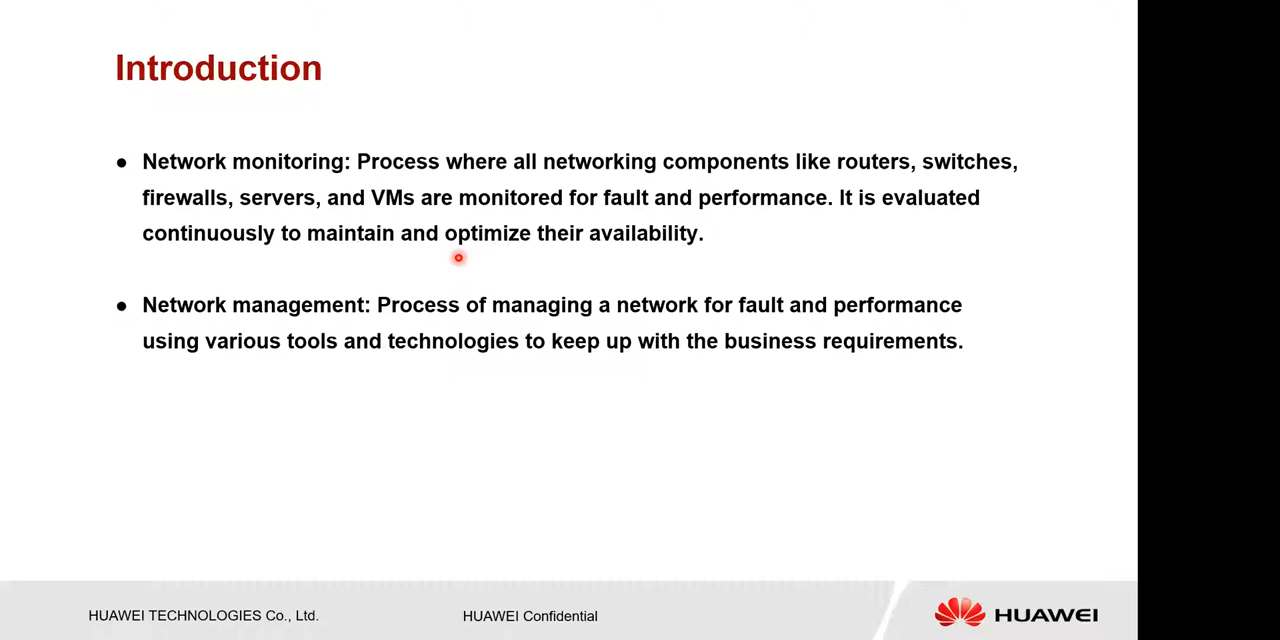 Introduction
● Network monitoring: Process where all networking components like routers, switches,
firewalls, servers, and VMs are monitored for fault and performance. It is evaluated
continuously to maintain and optimize their availability.
● Network management: Process of managing a network for fault and performance
using various tools and technologies to keep up with the business requirements.
HUAWEI TECHNOLOGIES Co., Ltd.
HUAWEI Confidential
HUAWEI